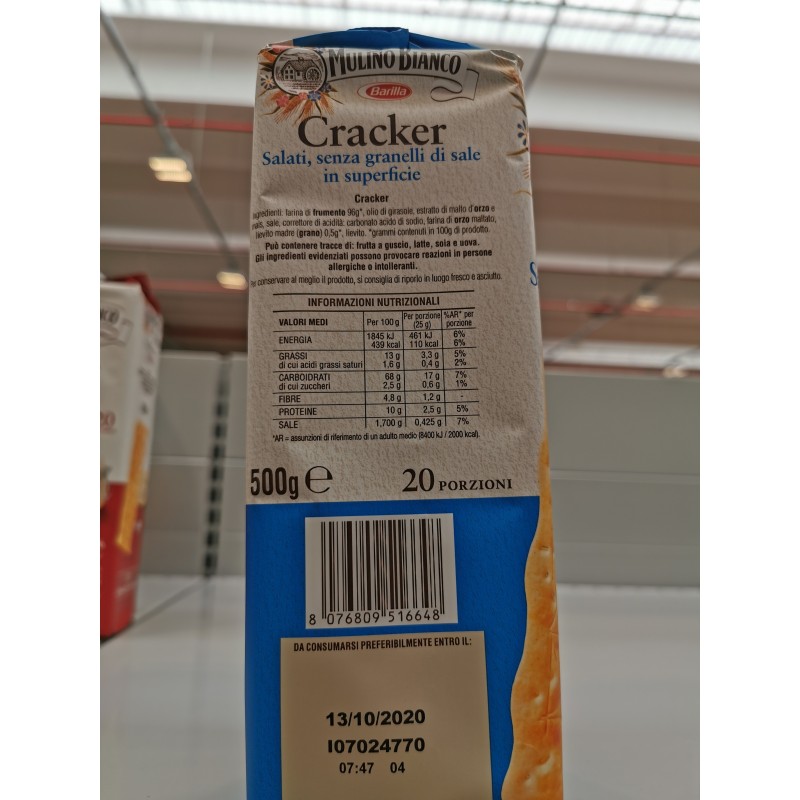 MULINO BIANCO
Barilla
Cracker
Salati, senza granelli di sale
in superficie
Cracker
Ingredienti: farina di frumento 96g*, olio di girasole, estratto di malto d'orzo e
mais, sale, correttore di acidità: carbonato acido di sodio, farina di orzo maltato,
lievito madre (grano) 0,5g*, lievito. *grammi contenuti in 100g di prodotto.
Può contenere tracce di: frutta a guscio, latte, soia e uova.
Gli ingredienti evidenziati possono provocare reazioni in persone
allergiche o intolleranti.
Per conservare al meglio il prodotto, si consiglia di riporlo in luogo fresco e asciutto.
INFORMAZIONI NUTRIZIONALI
VALORI MEDI Per 100 g Per porzione (25 g) %AR* per porzione
ENERGIA 1845 kJ 461 kJ 6%
439 kcal 110 kcal 6%
GRASSI 13 g 3,3 g 5%
di cui acidi grassi saturi 1,6 g 0,4 g 2%
CARBOIDRATI 68 g 17 g 7%
di cui zuccheri 2,5 g 0,6 g 1%
FIBRE 4,8 g 1,2 g -
PROTEINE 10 g 2,5 g 5%
SALE 1,700 g 0,425 g 7%
*AR = assunzioni di riferimento di un adulto medio (8400 kJ / 2000 kcal).
500g e 20 PORZIONI
8 076809 516648
DA CONSUMARSI PREFERIBILMENTE ENTRO IL:
13/10/2020
I07024770
07:47 04